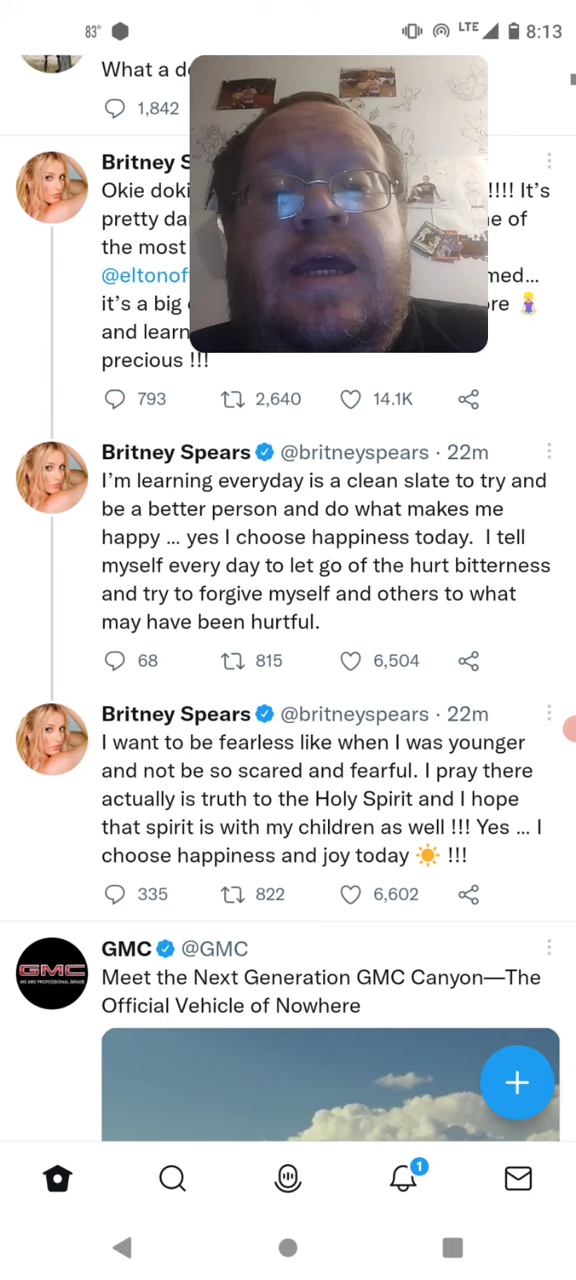 83° LTE 8:13
What a d
1,842
Britney S
Okie doki !!!! It's
pretty da e of
the most
@eltonof med...
it's a big ore 🧘🏼‍♀️
and learn
precious !!!
793 2,640 14.1K
Britney Spears @britneyspears · 22m
I'm learning everyday is a clean slate to try and
be a better person and do what makes me
happy ... yes I choose happiness today.  I tell
myself every day to let go of the hurt bitterness
and try to forgive myself and others to what
may have been hurtful.
68 815 6,504
Britney Spears @britneyspears · 22m
I want to be fearless like when I was younger
and not be so scared and fearful. I pray there
actually is truth to the Holy Spirit and I hope
that spirit is with my children as well !!! Yes ... I
choose happiness and joy today ☀️ !!!
335 822 6,602
GMC
WE ARE PROFESSIONAL GRADE
GMC @GMC
Meet the Next Generation GMC Canyon—The
Official Vehicle of Nowhere
1